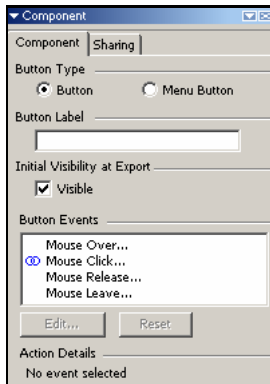 Component
Component Sharing
Button Type
Button Menu Button
Button Label
Initial Visibility at Export
Visible
Button Events
Mouse Over...
Mouse Click...
Mouse Release...
Mouse Leave...
Edit... Reset
Action Details
No event selected